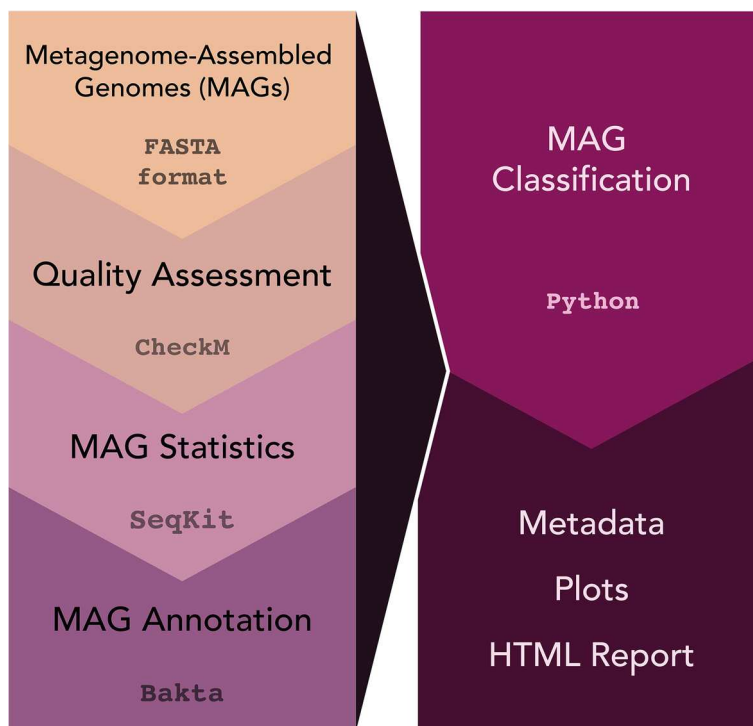 Metagenome-Assembled
Genomes (MAGs)
FASTA
format
Quality Assessment
CheckM
MAG Statistics
SeqKit
MAG Annotation
Bakta
MAG
Classification
Python
Metadata
Plots
HTML Report